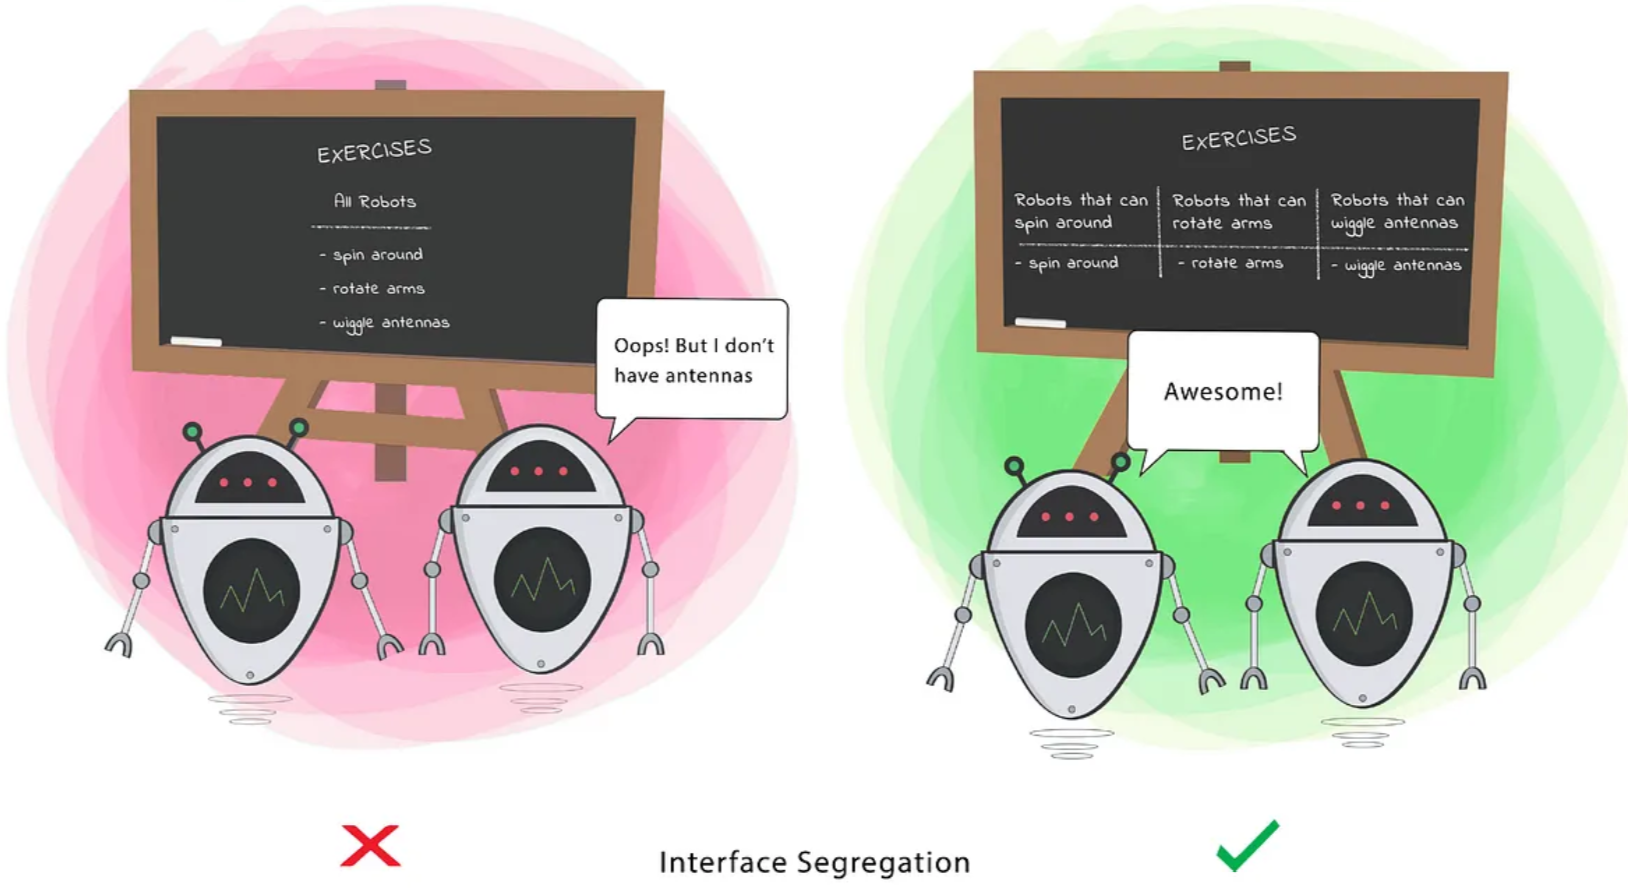 EXERCISES
All Robots
- spin around
- rotate arms
- wiggle antennas
Oops! But I don't
have antennas
EXERCISES
Robots that can
spin around
- spin around
Robots that can
rotate arms
- rotate arms
Robots that can
wiggle antennas
- wiggle antennas
Awesome!
Interface Segregation